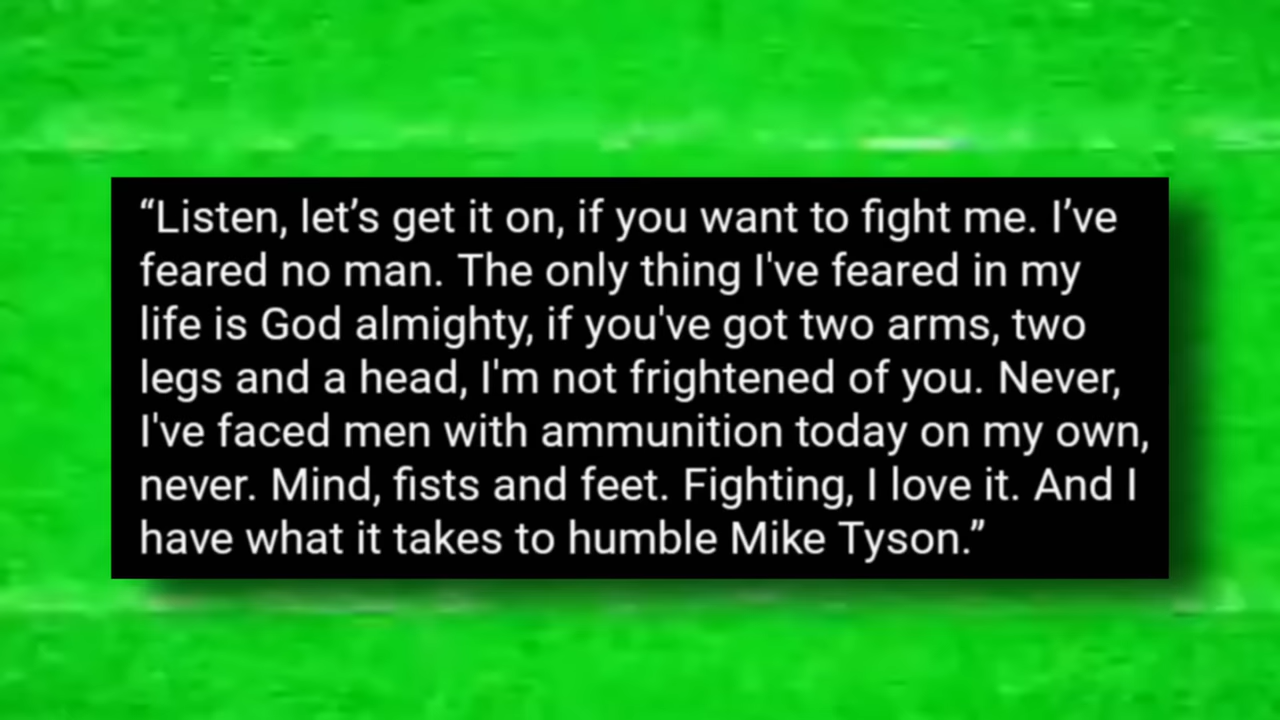 “Listen, let’s get it on, if you want to fight me. I’ve
feared no man. The only thing I've feared in my
life is God almighty, if you've got two arms, two
legs and a head, I'm not frightened of you. Never,
I've faced men with ammunition today on my own,
never. Mind, fists and feet. Fighting, I love it. And I
have what it takes to humble Mike Tyson.”